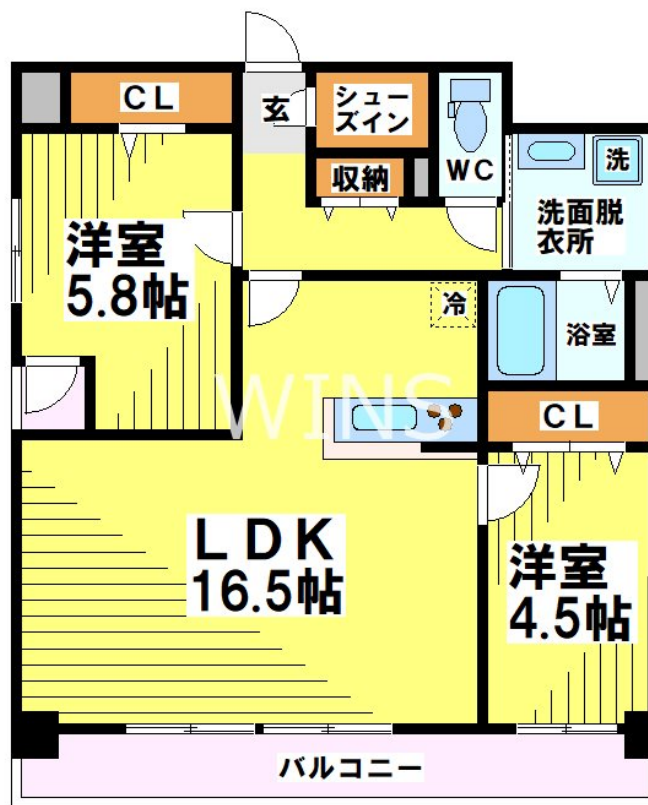 CL
玄
シュー
ズイン
収納
WC
洗
洗面脱
衣所
洋室
5.8帖
冷
浴室
WINS
CL
LDK
16.5帖
洋室
4.5帖
バルコニー